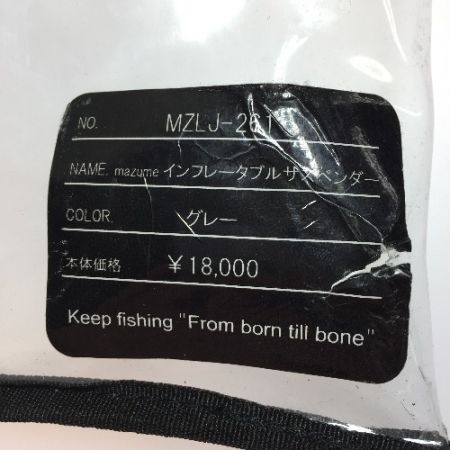 NO. MZLJ-261
NAME. mazume インフレータブル サスペンダー
COLOR. グレー
本体価格 ￥18,000
Keep fishing "From born till bone"